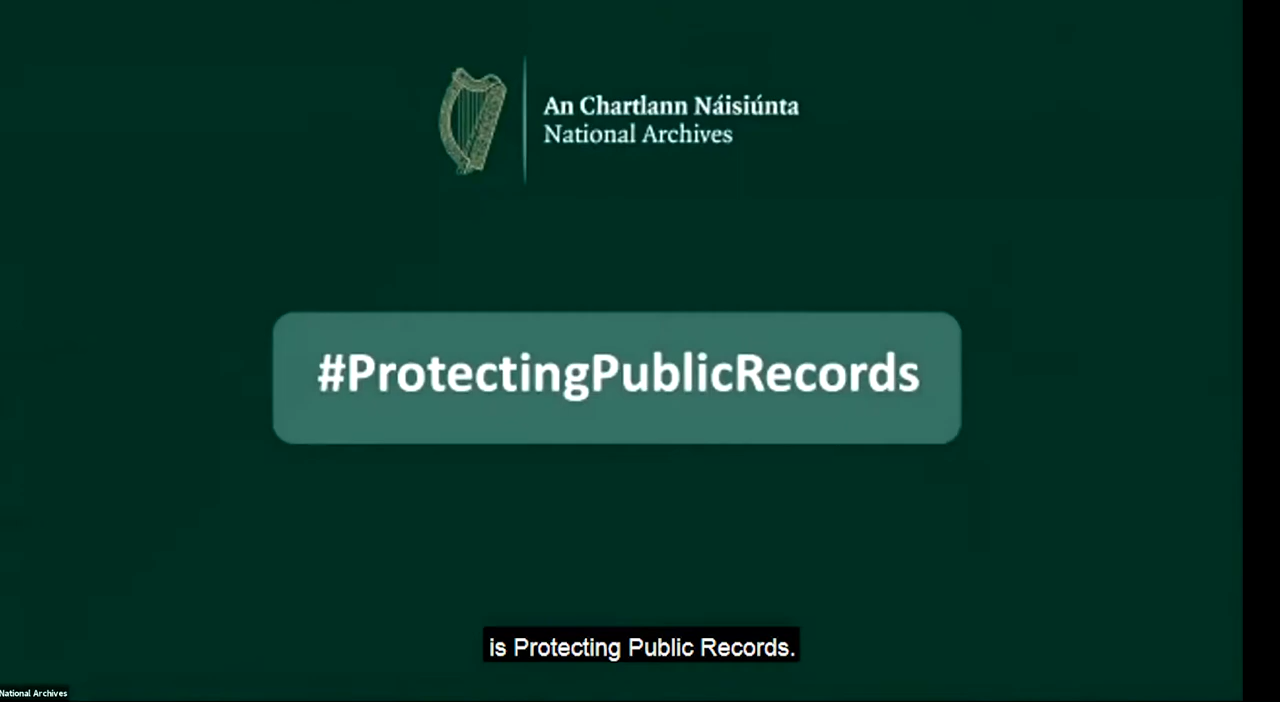 An Chartlann Náisiúnta
National Archives
#ProtectingPublicRecords
is Protecting Public Records.
National Archives